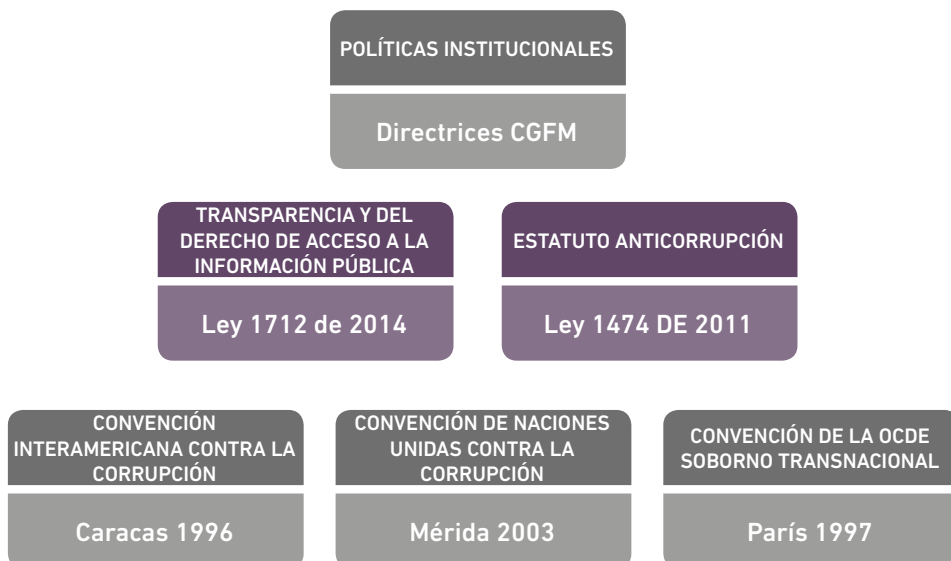 POLÍTICAS INSTITUCIONALES
Directrices CGFM
TRANSPARENCIA Y DEL
DERECHO DE ACCESO A LA
INFORMACIÓN PÚBLICA
Ley 1712 de 2014
ESTATUTO ANTICORRUPCIÓN
Ley 1474 DE 2011
CONVENCIÓN
INTERAMERICANA CONTRA LA
CORRUPCIÓN
Caracas 1996
CONVENCIÓN DE NACIONES
UNIDAS CONTRA LA
CORRUPCIÓN
Mérida 2003
CONVENCIÓN DE LA OCDE
SOBORNO TRANSNACIONAL
París 1997